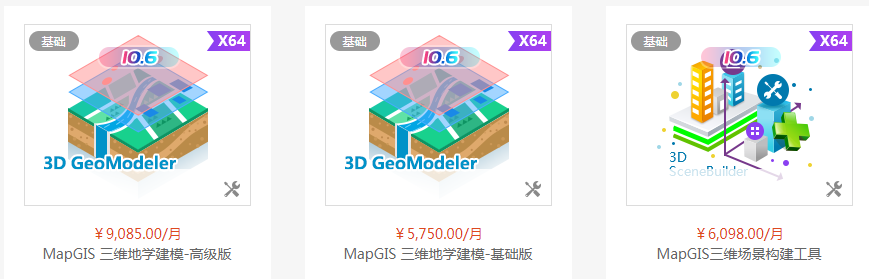 基础
X64
10.6
3D GeoModeler
￥9,085.00/月
MapGIS 三维地学建模-高级版
基础
X64
10.6
3D GeoModeler
￥5,750.00/月
MapGIS 三维地学建模-基础版
基础
X64
10.6
3D
SceneBuilder
￥6,098.00/月
MapGIS三维场景构建工具